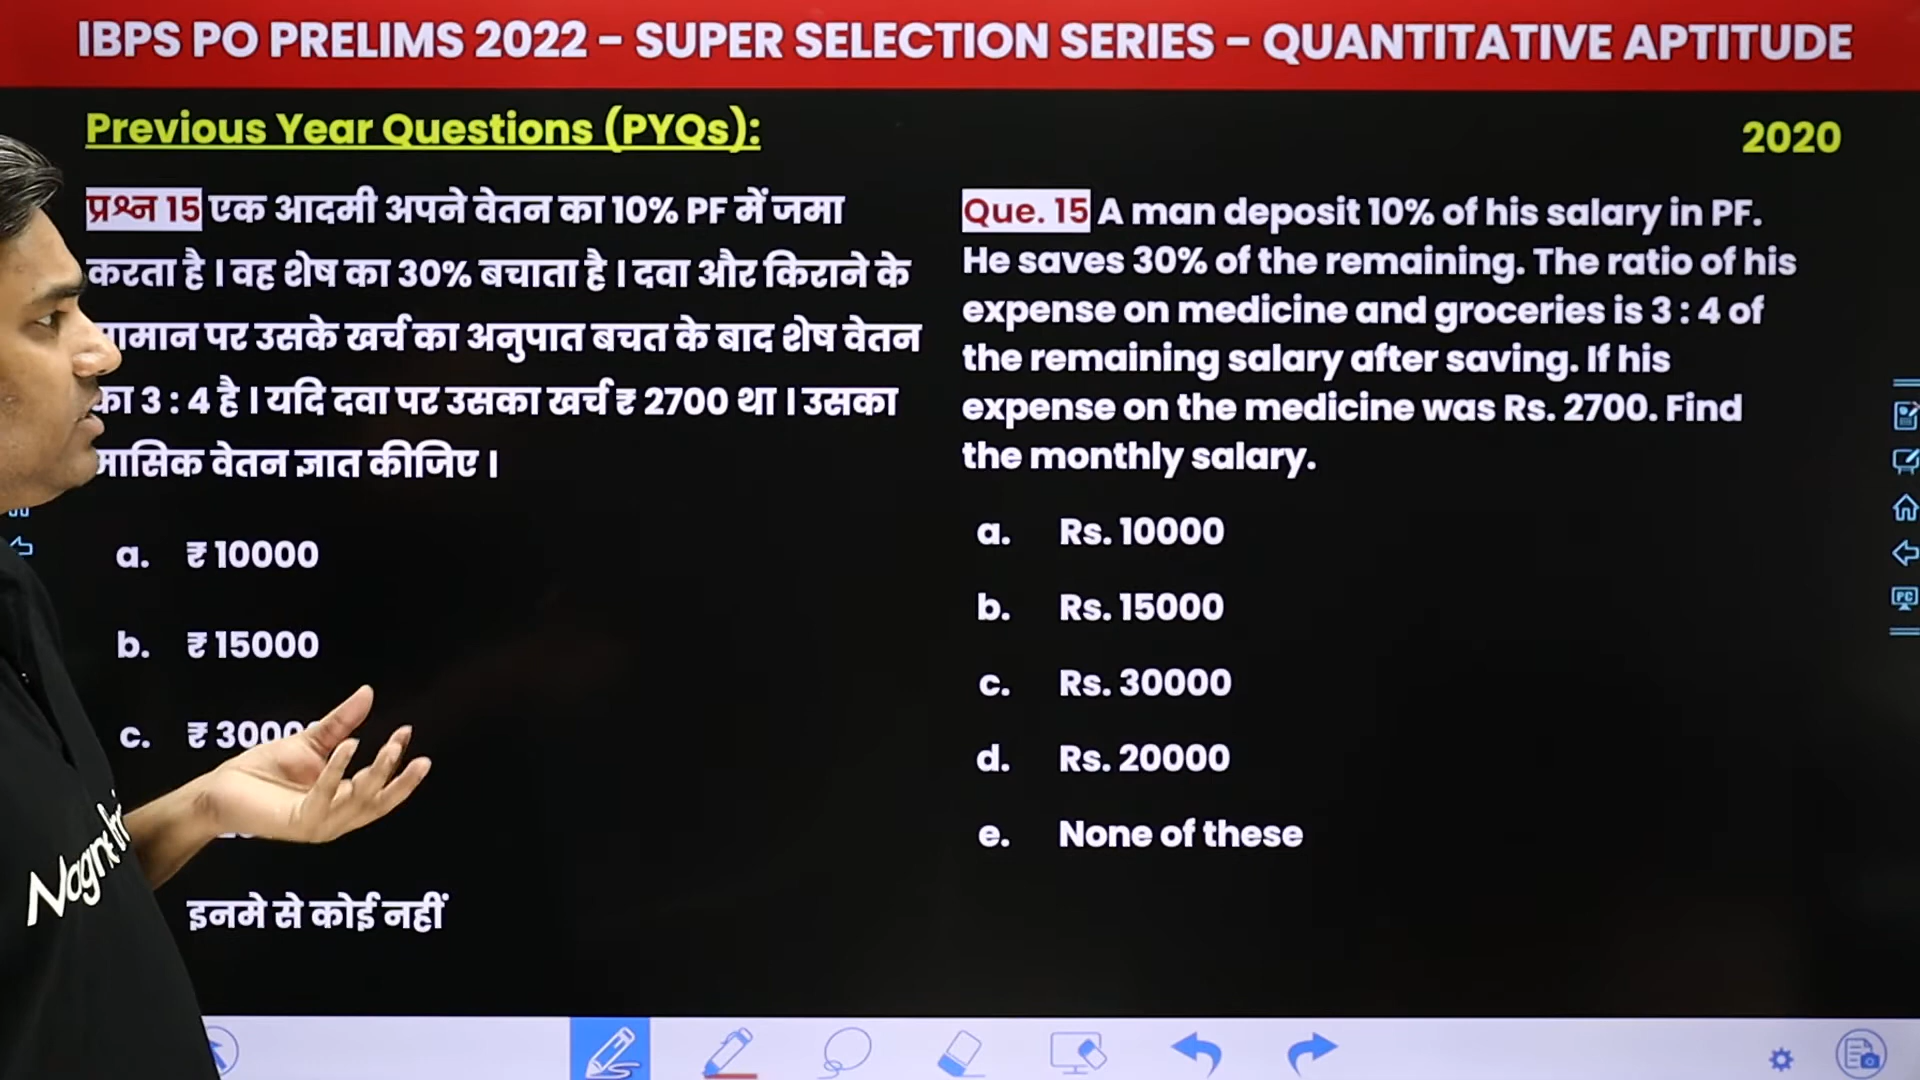 IBPS PO PRELIMS 2022 – SUPER SELECTION SERIES – QUANTITATIVE APTITUDE
Previous Year Questions (PYQs):
2020
प्रश्न 15 एक आदमी अपने वेतन का 10% PF में जमा
करता है । वह शेष का 30% बचाता है । दवा और किराने के
पर उसके खर्च का अनुपात बचत के बाद शेष वेतन
का 3 : 4 है । यदि दवा पर उसका खर्च ₹ 2700 था । उसका
मासिक वेतन ज्ञात कीजिए ।
a. ₹ 10000
b. ₹ 15000
c.
इनमे से कोई नहीं
Que. 15 A man deposit 10% of his salary in PF.
He saves 30% of the remaining. The ratio of his
expense on medicine and groceries is 3 : 4 of
the remaining salary after saving. If his
expense on the medicine was Rs. 2700. Find
the monthly salary.
a. Rs. 10000
b. Rs. 15000
c. Rs. 30000
d. Rs. 20000
e. None of these
PC